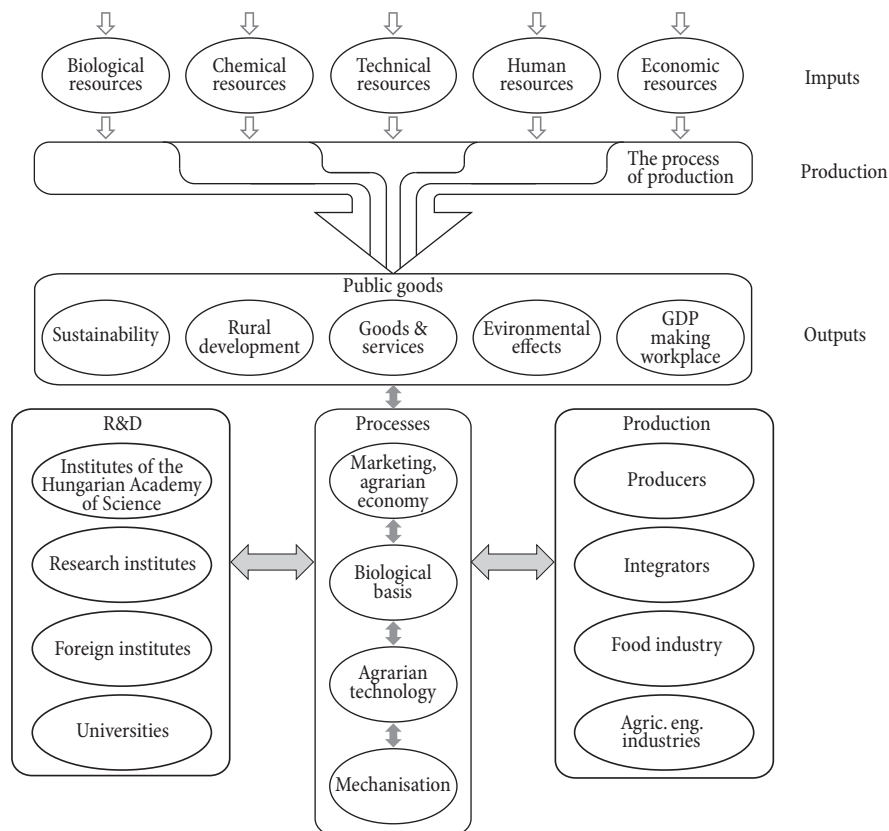 Biological
resources
Chemical
resources
Technical
resources
Human
resources
Economic
resources
Imputs
The process
of production
Production
Public goods
Sustainability
Rural
development
Goods &
services
Evironmental
effects
GDP
making
workplace
Outputs
R&D
Institutes of the
Hungarian Academy
of Science
Research institutes
Foreign institutes
Universities
Processes
Marketing,
agrarian
economy
Biological
basis
Agrarian
technology
Mechanisation
Production
Producers
Integrators
Food industry
Agric. eng.
industries